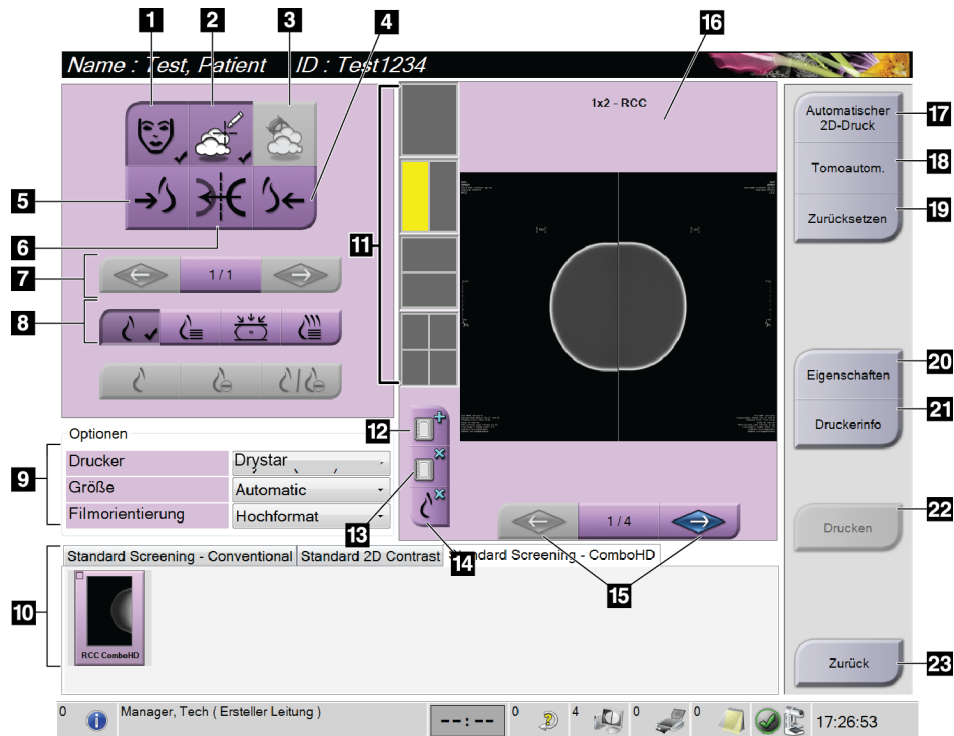 1 2 3 4 16
Name : Test, Patient ID : Test1234
1x2 - RCC
Automatischer
2D-Druck
17
Tomoautom.
18
Zurücksetzen
19
5
6
11
7
1/1
8
Eigenschaften
20
Druckerinfo
21
12
Optionen
9
Drucker Drystar
Größe Automatic
Filmorientierung Hochformat
13
1/4
Drucken
22
14
15
Standard Screening - Conventional Standard 2D Contrast Standard Screening - ComboHD
10
RCC ComboHD
Zurück
23
0 Manager, Tech ( Ersteller Leitung ) --:-- 0 4 0 0 17:26:53